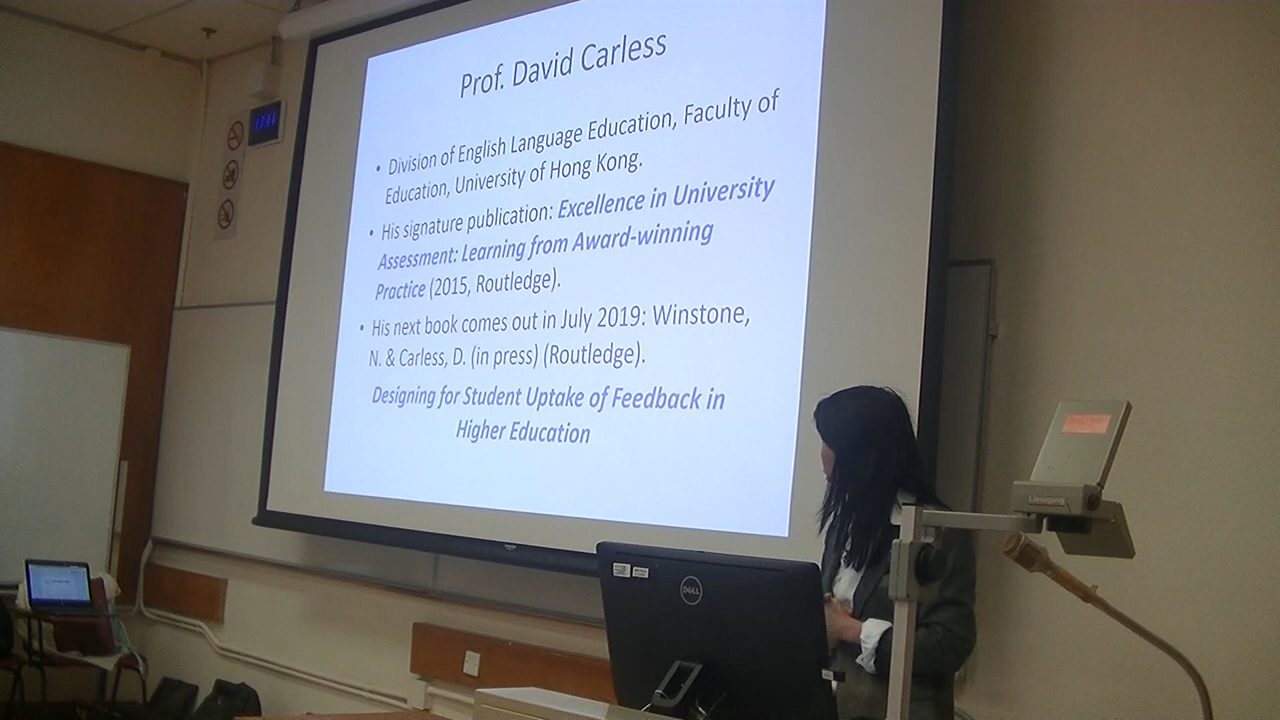 Prof. David Carless
• Division of English Language Education, Faculty of
Education, University of Hong Kong.
• His signature publication: Excellence in University
Assessment: Learning from Award-winning
Practice (2015, Routledge).
• His next book comes out in July 2019: Winstone,
N. & Carless, D. (in press) (Routledge).
Designing for Student Uptake of Feedback in
Higher Education
DELL